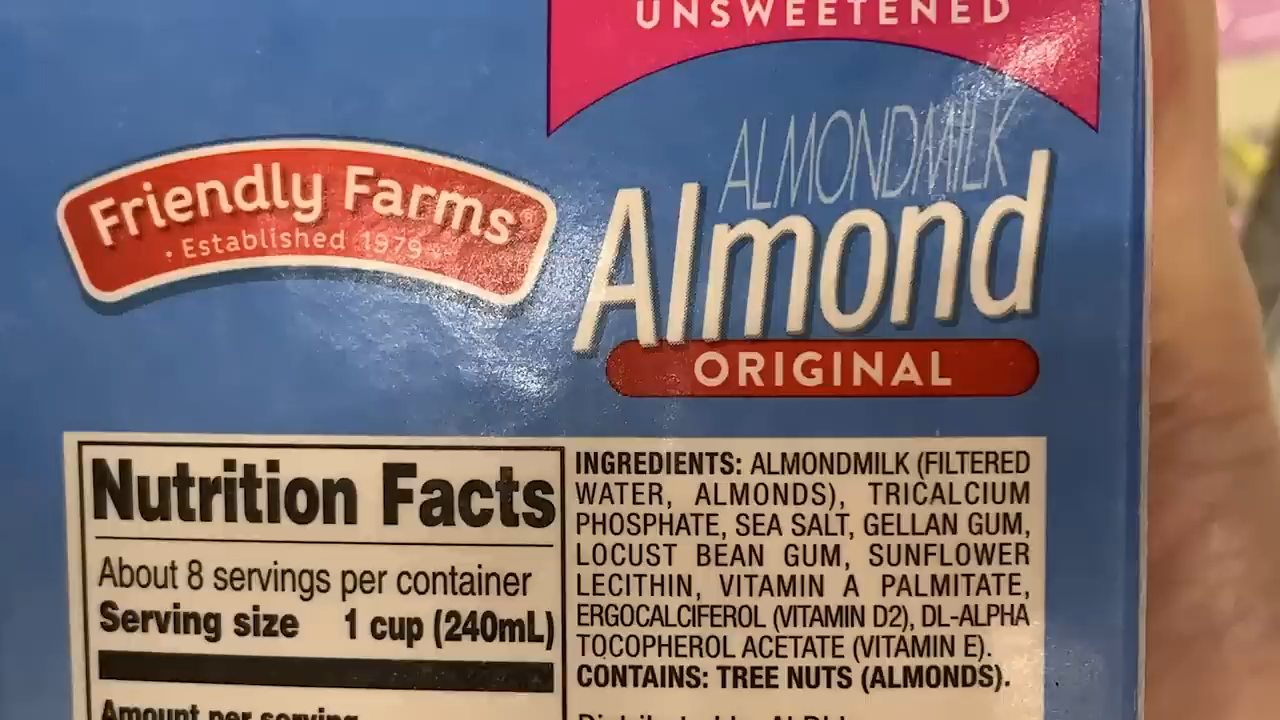 UNSWEETENED
Friendly Farms®
• Established 1979 •
ALMONDMILK
Almond
ORIGINAL
Nutrition Facts
About 8 servings per container
Serving size 1 cup (240mL)
Amount per serving
INGREDIENTS: ALMONDMILK (FILTERED
WATER, ALMONDS), TRICALCIUM
PHOSPHATE, SEA SALT, GELLAN GUM,
LOCUST BEAN GUM, SUNFLOWER
LECITHIN, VITAMIN A PALMITATE,
ERGOCALCIFEROL (VITAMIN D2), DL-ALPHA
TOCOPHEROL ACETATE (VITAMIN E).
CONTAINS: TREE NUTS (ALMONDS).